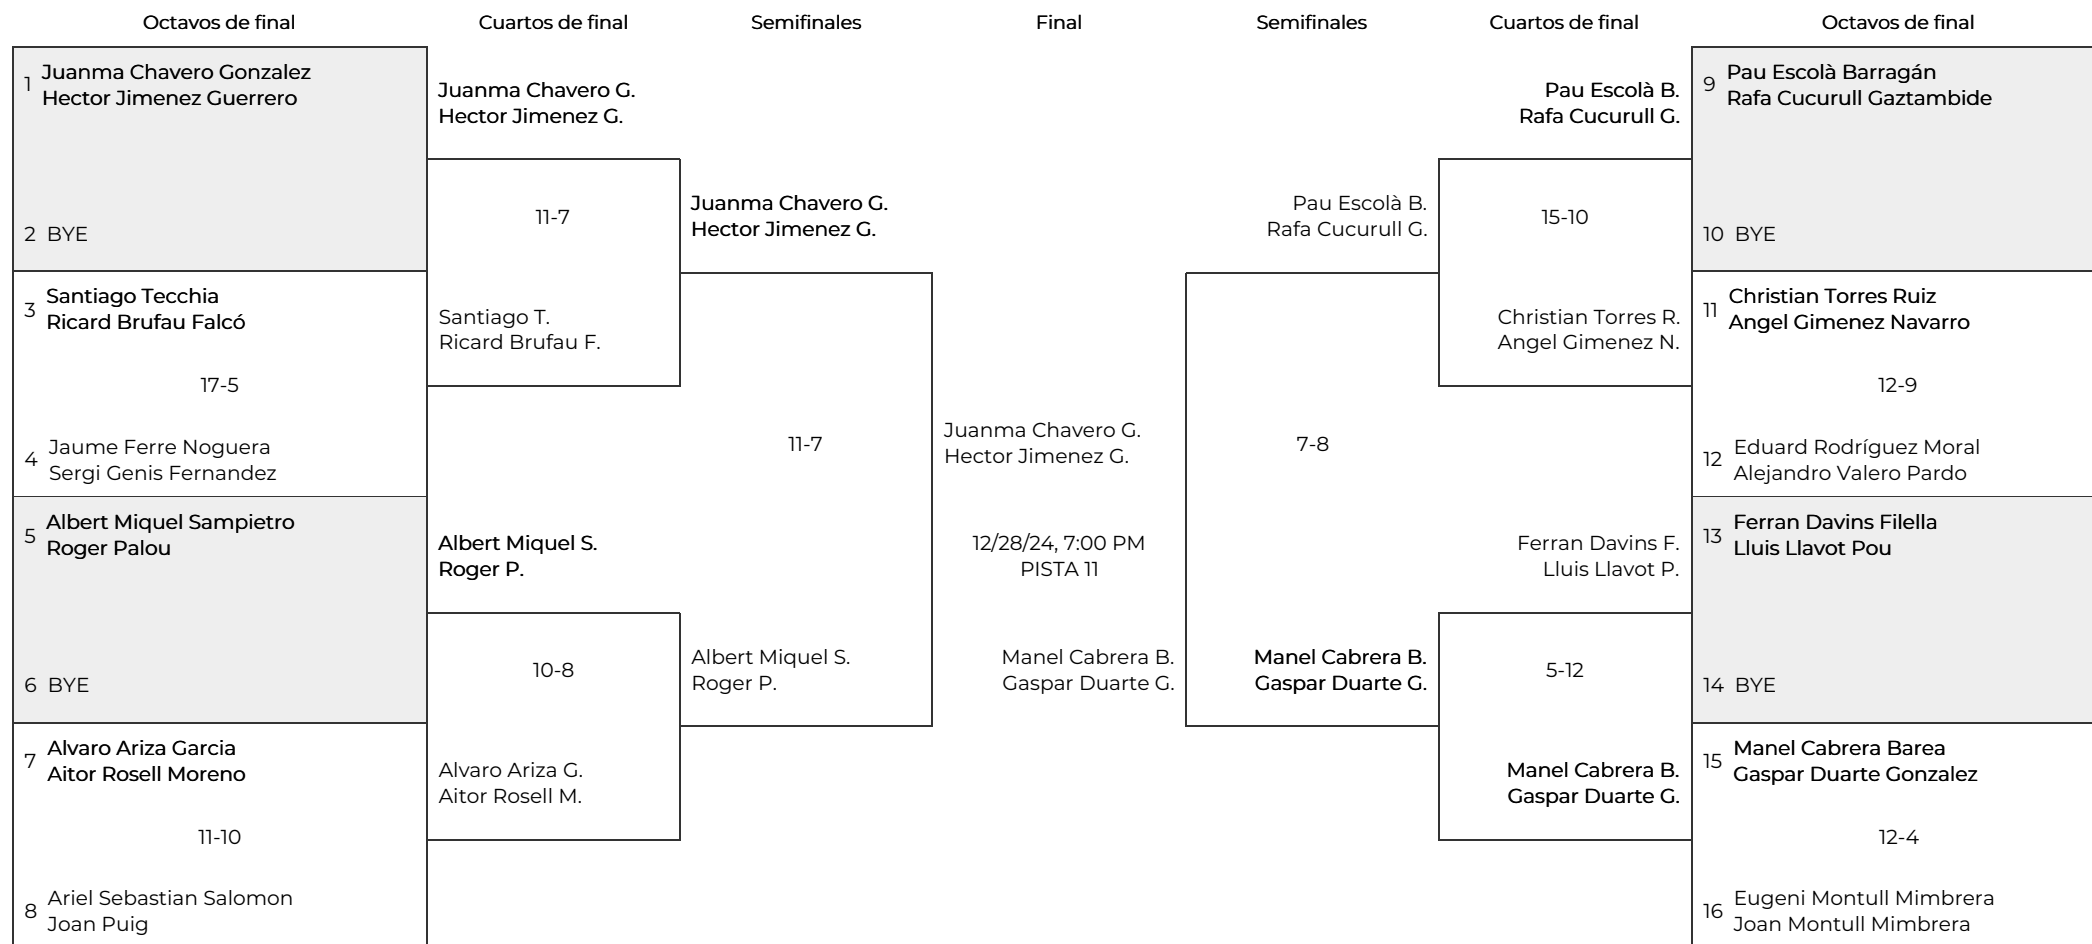 Octavos de final
Cuartos de final
Semifinales
Final
Semifinales
Cuartos de final
Octavos de final
1 Juanma Chavero Gonzalez
Hector Jimenez Guerrero
2 BYE
3 Santiago Tecchia
Ricard Brufau Falcó
17-5
4 Jaume Ferre Noguera
Sergi Genis Fernandez
5 Albert Miquel Sampietro
Roger Palou
6 BYE
7 Alvaro Ariza Garcia
Aitor Rosell Moreno
11-10
8 Ariel Sebastian Salomon
Joan Puig
Juanma Chavero G.
Hector Jimenez G.
11-7
Santiago T.
Ricard Brufau F.
Albert Miquel S.
Roger P.
10-8
Alvaro Ariza G.
Aitor Rosell M.
Juanma Chavero G.
Hector Jimenez G.
11-7
Albert Miquel S.
Roger P.
Juanma Chavero G.
Hector Jimenez G.
12/28/24, 7:00 PM
PISTA 11
Manel Cabrera B.
Gaspar Duarte G.
Pau Escolà B.
Rafa Cucurull G.
7-8
Manel Cabrera B.
Gaspar Duarte G.
Pau Escolà B.
Rafa Cucurull G.
15-10
Christian Torres R.
Angel Gimenez N.
Ferran Davins F.
Lluis Llavot P.
5-12
Manel Cabrera B.
Gaspar Duarte G.
9 Pau Escolà Barragán
Rafa Cucurull Gaztambide
10 BYE
11 Christian Torres Ruiz
Angel Gimenez Navarro
12-9
12 Eduard Rodríguez Moral
Alejandro Valero Pardo
13 Ferran Davins Filella
Lluis Llavot Pou
14 BYE
15 Manel Cabrera Barea
Gaspar Duarte Gonzalez
12-4
16 Eugeni Montull Mimbrera
Joan Montull Mimbrera